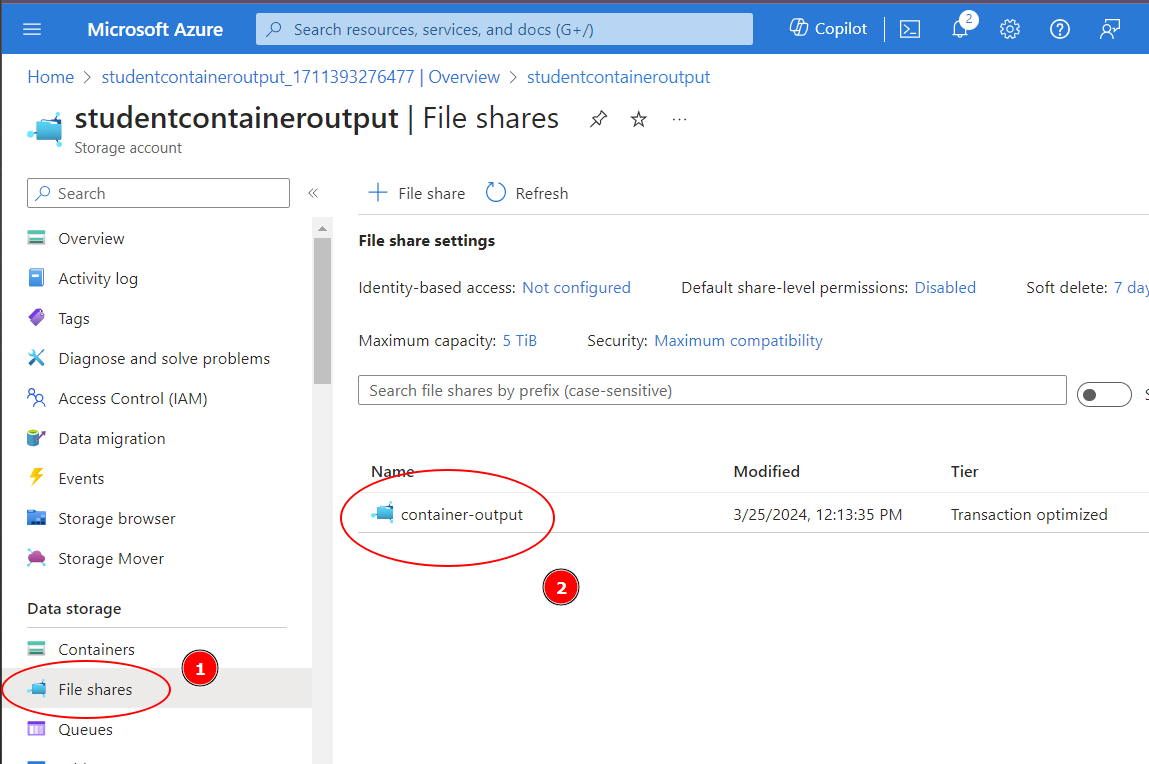 Microsoft Azure
Search resources, services, and docs (G+/)
Copilot
2
Home > studentcontaineroutput_1711393276477 | Overview > studentcontaineroutput
studentcontaineroutput | File shares
...
Storage account
Search
«
File share
Refresh
Overview
Activity log
Tags
Diagnose and solve problems
Access Control (IAM)
Data migration
Events
Storage browser
Storage Mover
Data storage
Containers
File shares
1
Queues
File share settings
Identity-based access: Not configured
Default share-level permissions: Disabled
Soft delete: 7 day
Maximum capacity: 5 TiB
Security: Maximum compatibility
Search file shares by prefix (case-sensitive)
Name Modified Tier
container-output 3/25/2024, 12:13:35 PM Transaction optimized
2